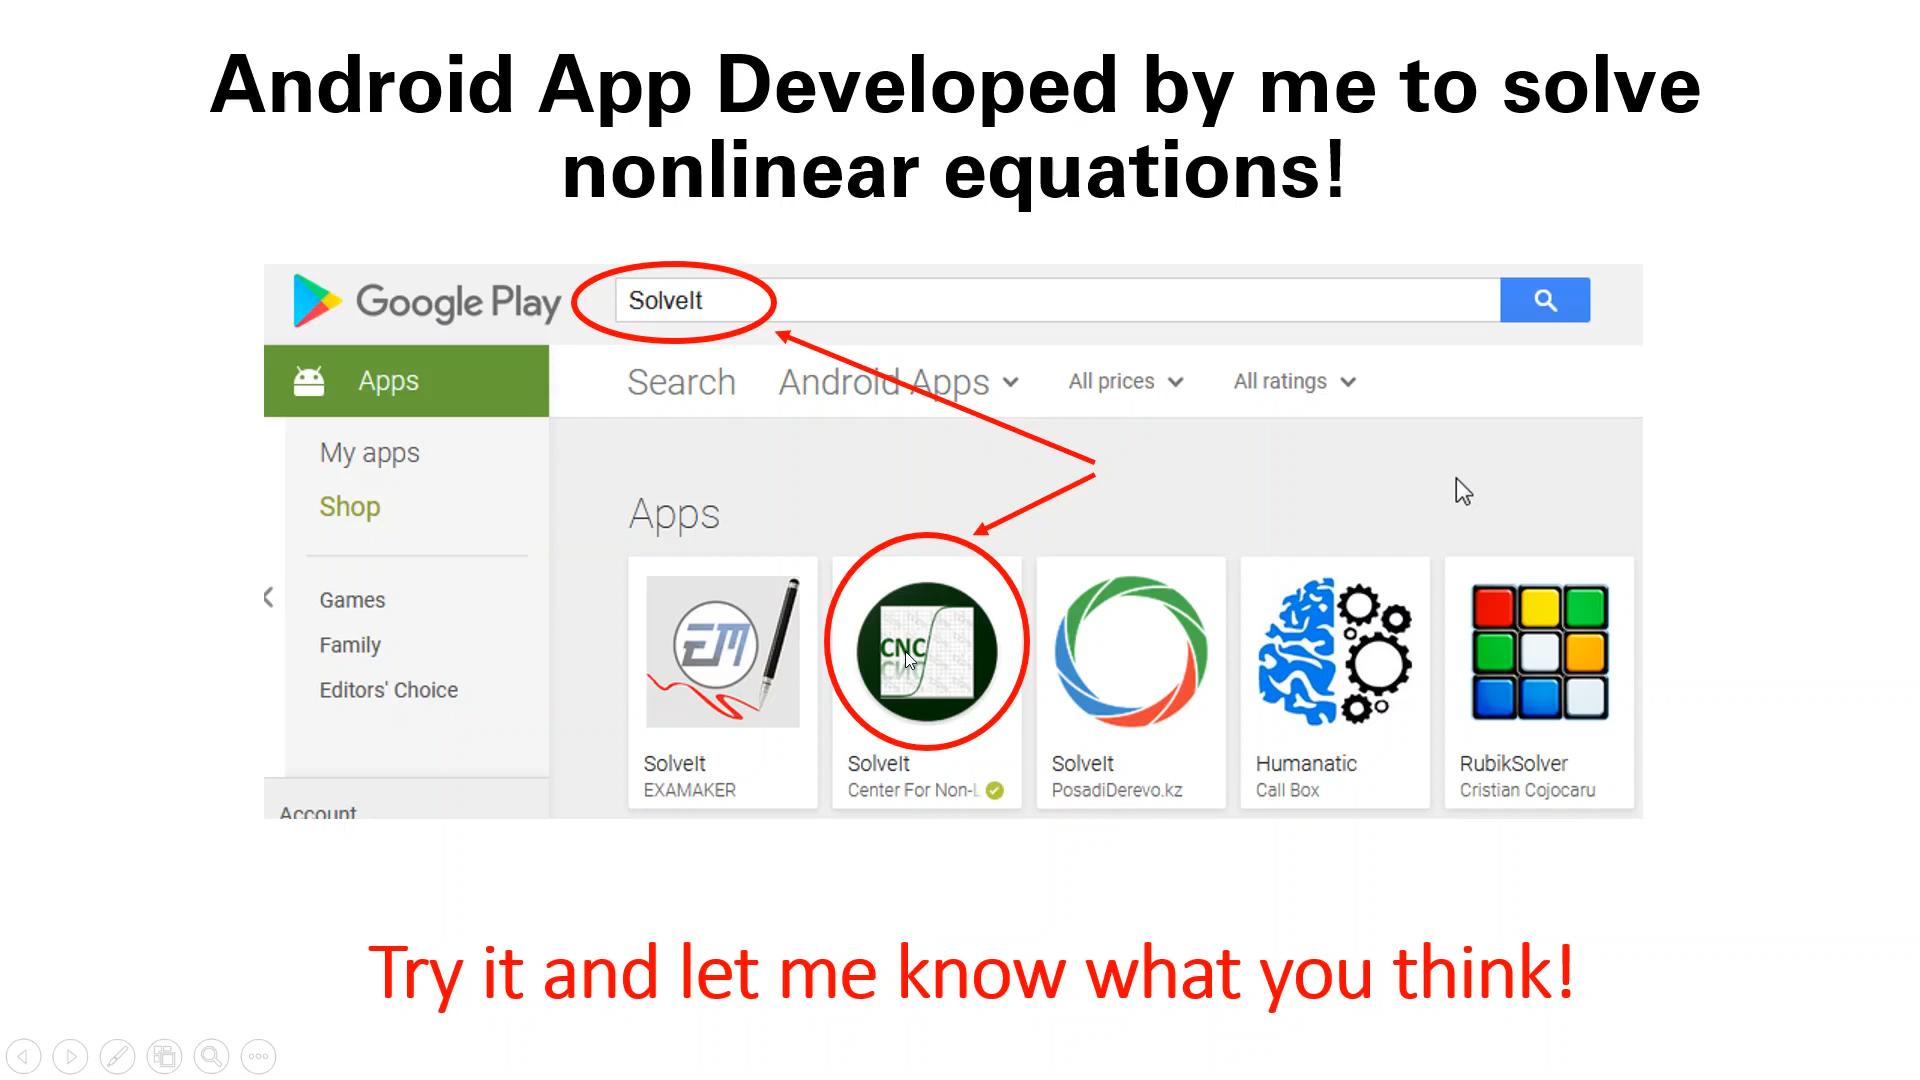 Android App Developed by me to solve
nonlinear equations!
Google Play
SolveIt
Apps
Search Android Apps All prices All ratings
My apps
Shop
Games
Family
Editors' Choice
Account
Apps
EM
SolveIt
EXAMAKER
CNC
SolveIt
Center For Non-L
SolveIt
PosadiDerevo.kz
Humanatic
Call Box
RubikSolver
Cristian Cojocaru
Try it and let me know what you think!